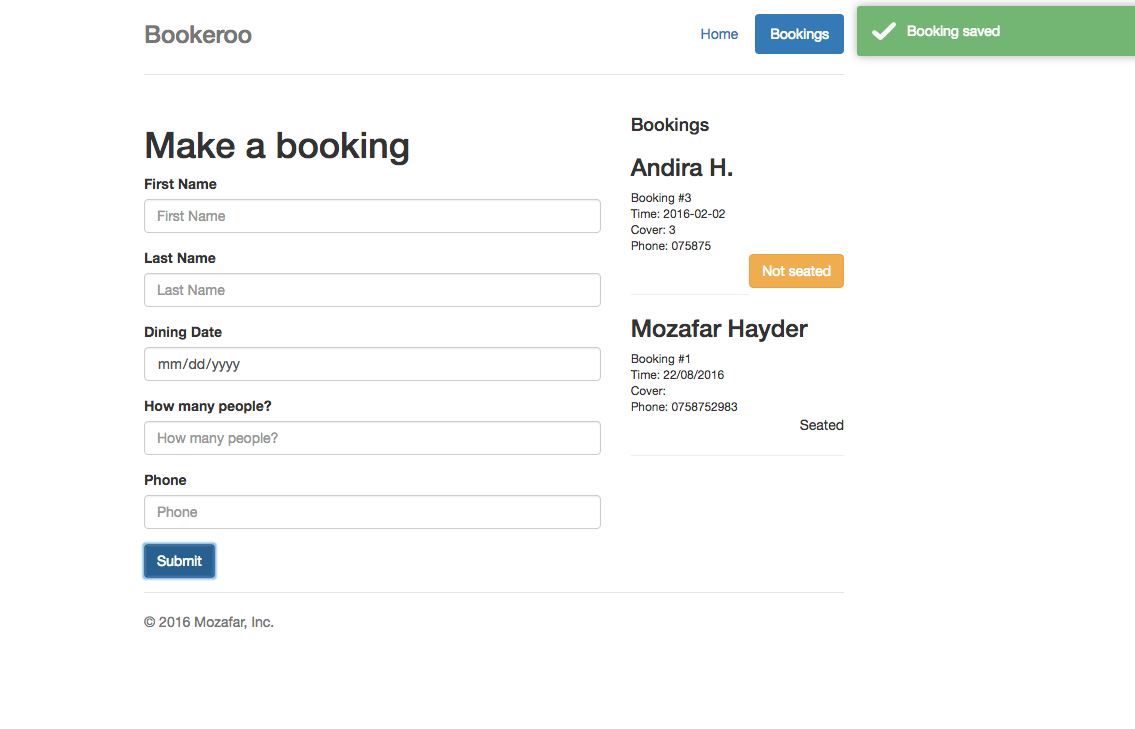 Bookeroo
Home
Bookings
Booking saved
Make a booking
First Name
First Name
Last Name
Last Name
Dining Date
mm/dd/yyyy
How many people?
How many people?
Phone
Phone
Submit
Bookings
Andira H.
Booking #3
Time: 2016-02-02
Cover: 3
Phone: 075875
Not seated
Mozafar Hayder
Booking #1
Time: 22/08/2016
Cover:
Phone: 0758752983
Seated
© 2016 Mozafar, Inc.